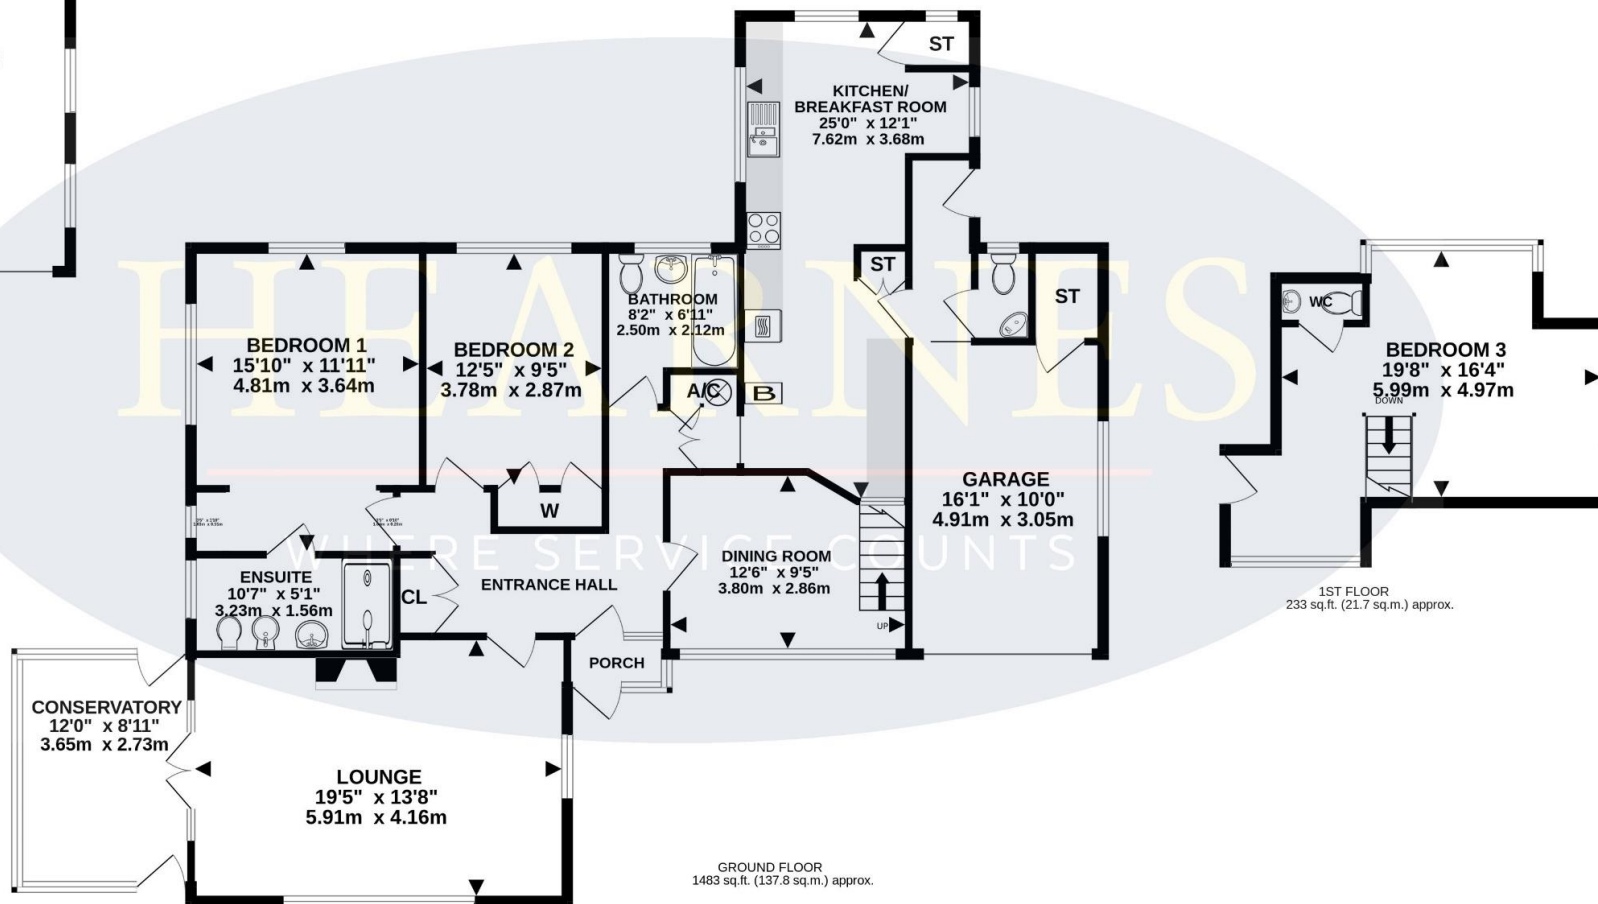 ST
KITCHEN/
BREAKFAST ROOM
25'0" x 12'1"
7.62m x 3.68m
ST
ST
BATHROOM
8'2" x 6'11"
2.50m x 2.12m
BEDROOM 1
15'10" x 11'11"
4.81m x 3.64m
BEDROOM 2
12'5" x 9'5"
3.78m x 2.87m
A/C
B
WC
BEDROOM 3
19'8" x 16'4"
5.99m x 4.97m
DOWN
HEARNES
WHERE SERVICE COUNTS
GARAGE
16'1" x 10'0"
4.91m x 3.05m
W
DINING ROOM
12'6" x 9'5"
3.80m x 2.86m
UP
ENSUITE
10'7" x 5'1"
3.23m x 1.56m
CL
ENTRANCE HALL
PORCH
1ST FLOOR
233 sq.ft. (21.7 sq.m.) approx.
CONSERVATORY
12'0" x 8'11"
3.65m x 2.73m
LOUNGE
19'5" x 13'8"
5.91m x 4.16m
GROUND FLOOR
1483 sq.ft. (137.8 sq.m.) approx.